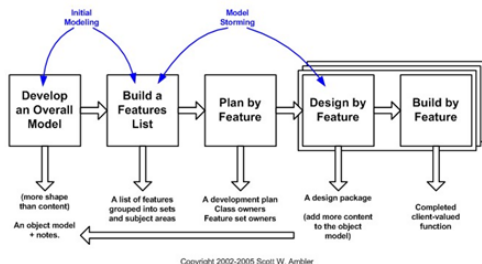 Initial
Modeling
Model
Storming
Develop
an Overall
Model
Build a
Features
List
Plan by
Feature
Design by
Feature
Build by
Feature
(more shape
than content)
An object model
+ notes.
A list of features
grouped into sets
and subject areas
A development plan
Class owners
Feature set owners
A design package
(add more content
to the object
model)
Completed
client-valued
function
Copyright 2002-2005 Scott W. Ambler